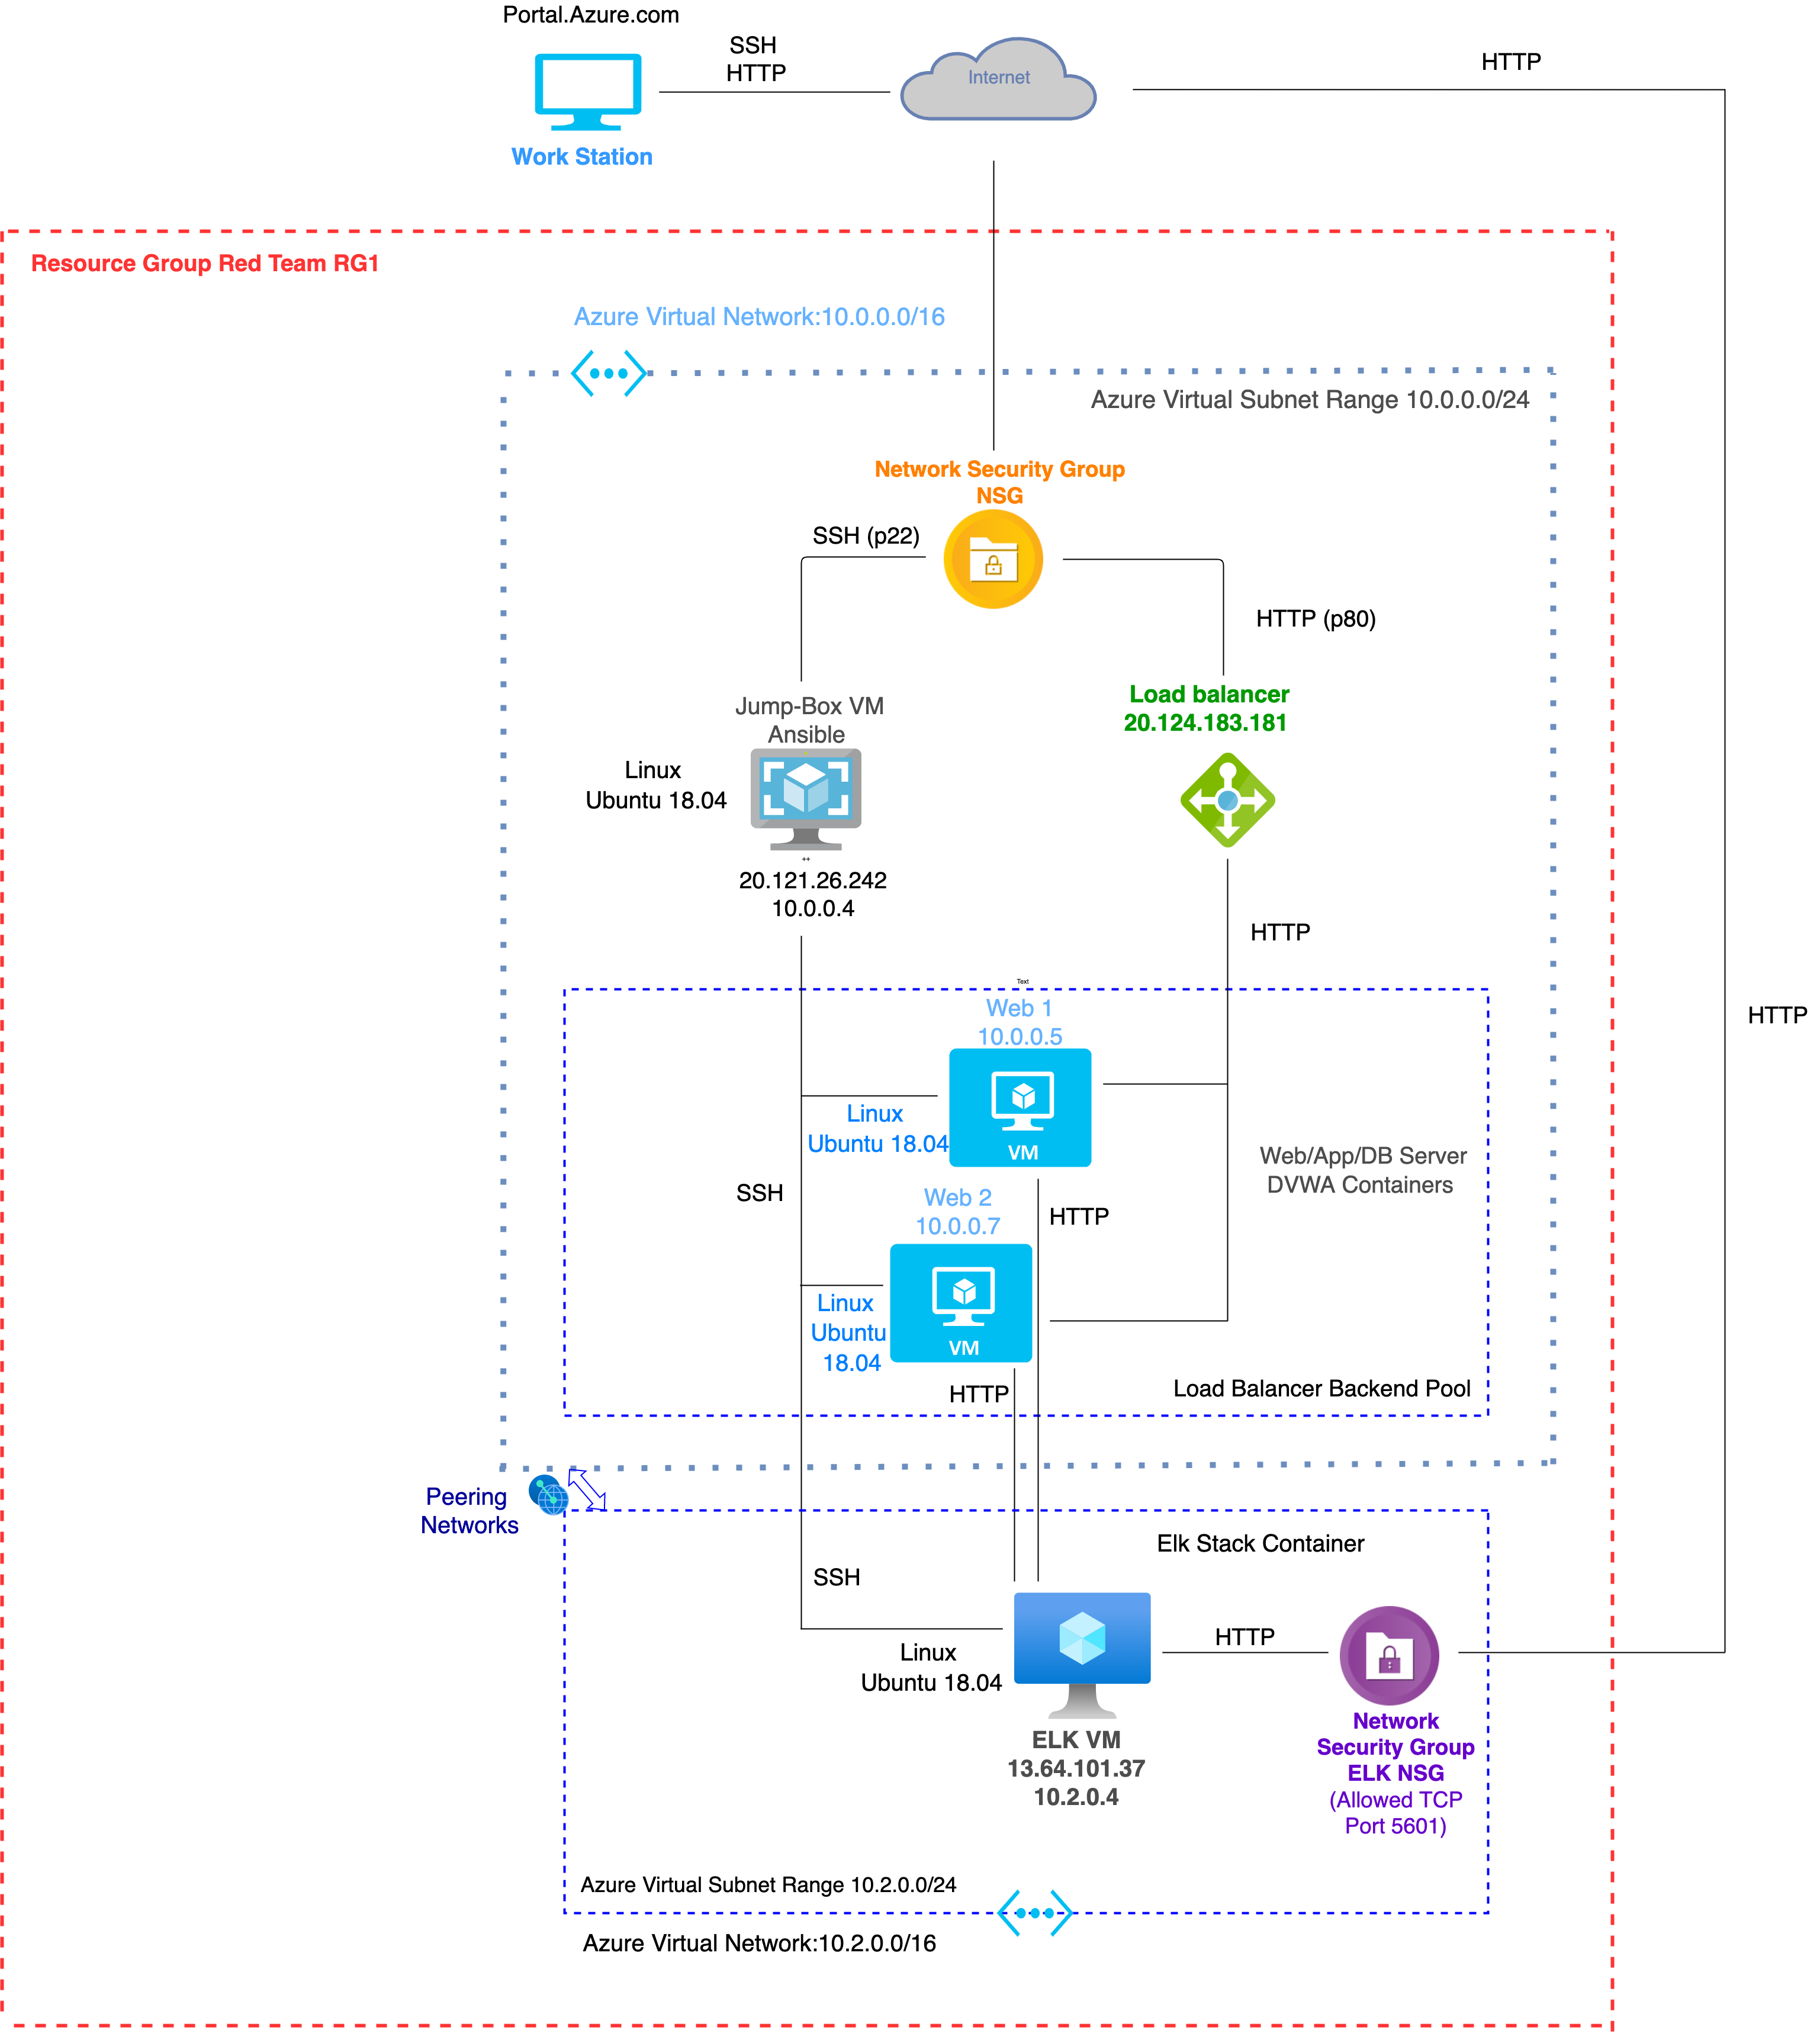 Portal.Azure.com
SSH
HTTP
Internet
HTTP
Work Station
Resource Group Red Team RG1
Azure Virtual Network:10.0.0.0/16
Azure Virtual Subnet Range 10.0.0.0/24
Network Security Group
NSG
SSH (p22)
HTTP (p80)
Jump-Box VM
Ansible
Linux
Ubuntu 18.04
++
20.121.26.242
10.0.0.4
Load balancer
20.124.183.181
HTTP
HTTP
Text
Web 1
10.0.0.5
VM
Linux
Ubuntu 18.04
Web/App/DB Server
DVWA Containers
SSH
Web 2
10.0.0.7
HTTP
VM
Linux
Ubuntu
18.04
HTTP
Load Balancer Backend Pool
Peering
Networks
Elk Stack Container
SSH
Linux
Ubuntu 18.04
HTTP
ELK VM
13.64.101.37
10.2.0.4
Network
Security Group
ELK NSG
(Allowed TCP
Port 5601)
Azure Virtual Subnet Range 10.2.0.0/24
Azure Virtual Network:10.2.0.0/16